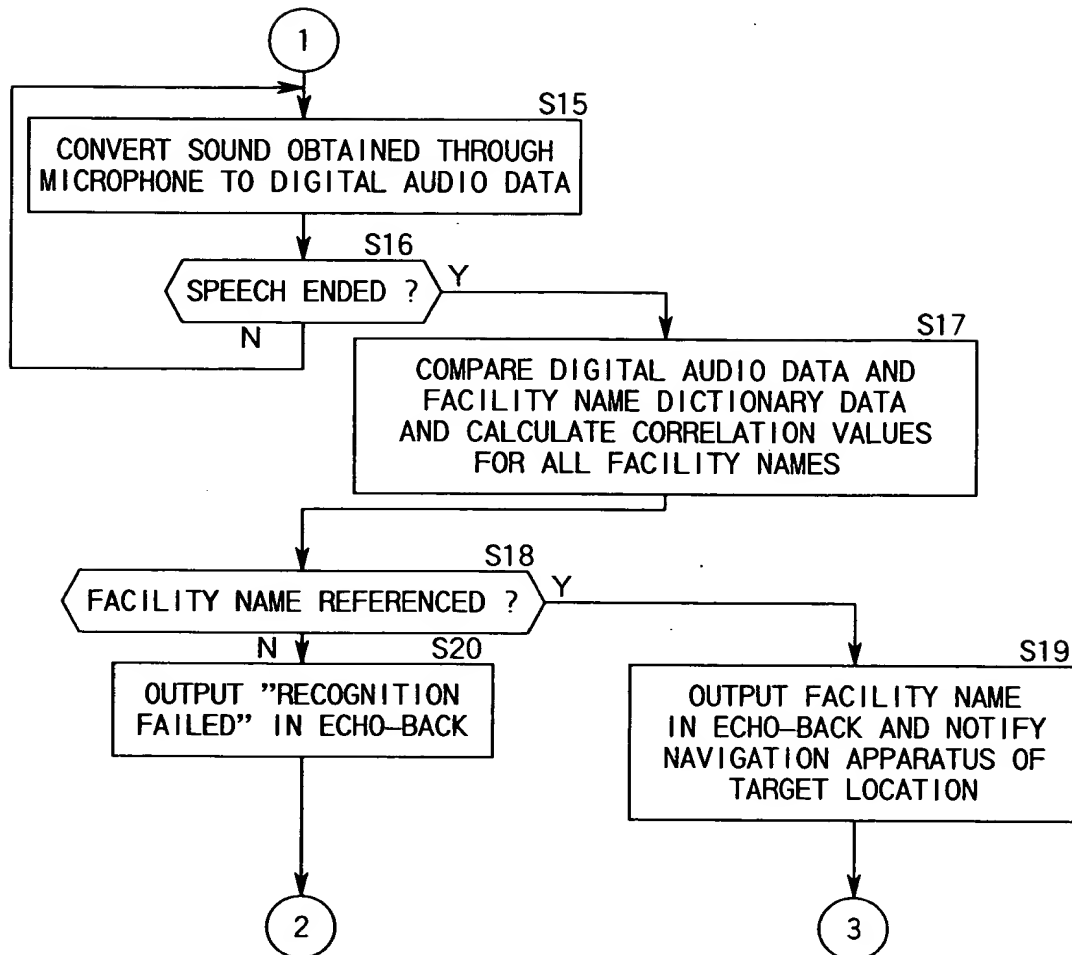 1
S15
CONVERT SOUND OBTAINED THROUGH
MICROPHONE TO DIGITAL AUDIO DATA
S16
SPEECH ENDED ?
Y
N
S17
COMPARE DIGITAL AUDIO DATA AND
FACILITY NAME DICTIONARY DATA
AND CALCULATE CORRELATION VALUES
FOR ALL FACILITY NAMES
S18
FACILITY NAME REFERENCED ?
Y
N
S20
OUTPUT ”RECOGNITION
FAILED” IN ECHO–BACK
S19
OUTPUT FACILITY NAME
IN ECHO–BACK AND NOTIFY
NAVIGATION APPARATUS OF
TARGET LOCATION
2
3